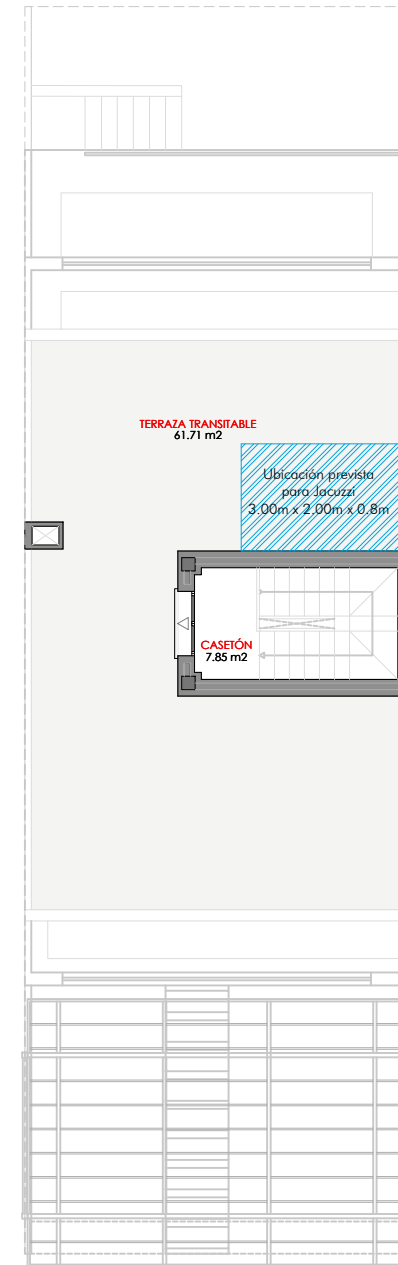 TERRAZA TRANSITABLE
61.71 m2
Ubicación prevista
para Jacuzzi
3.00m x 2.00m x 0.8m
CASETÓN
7.85 m2